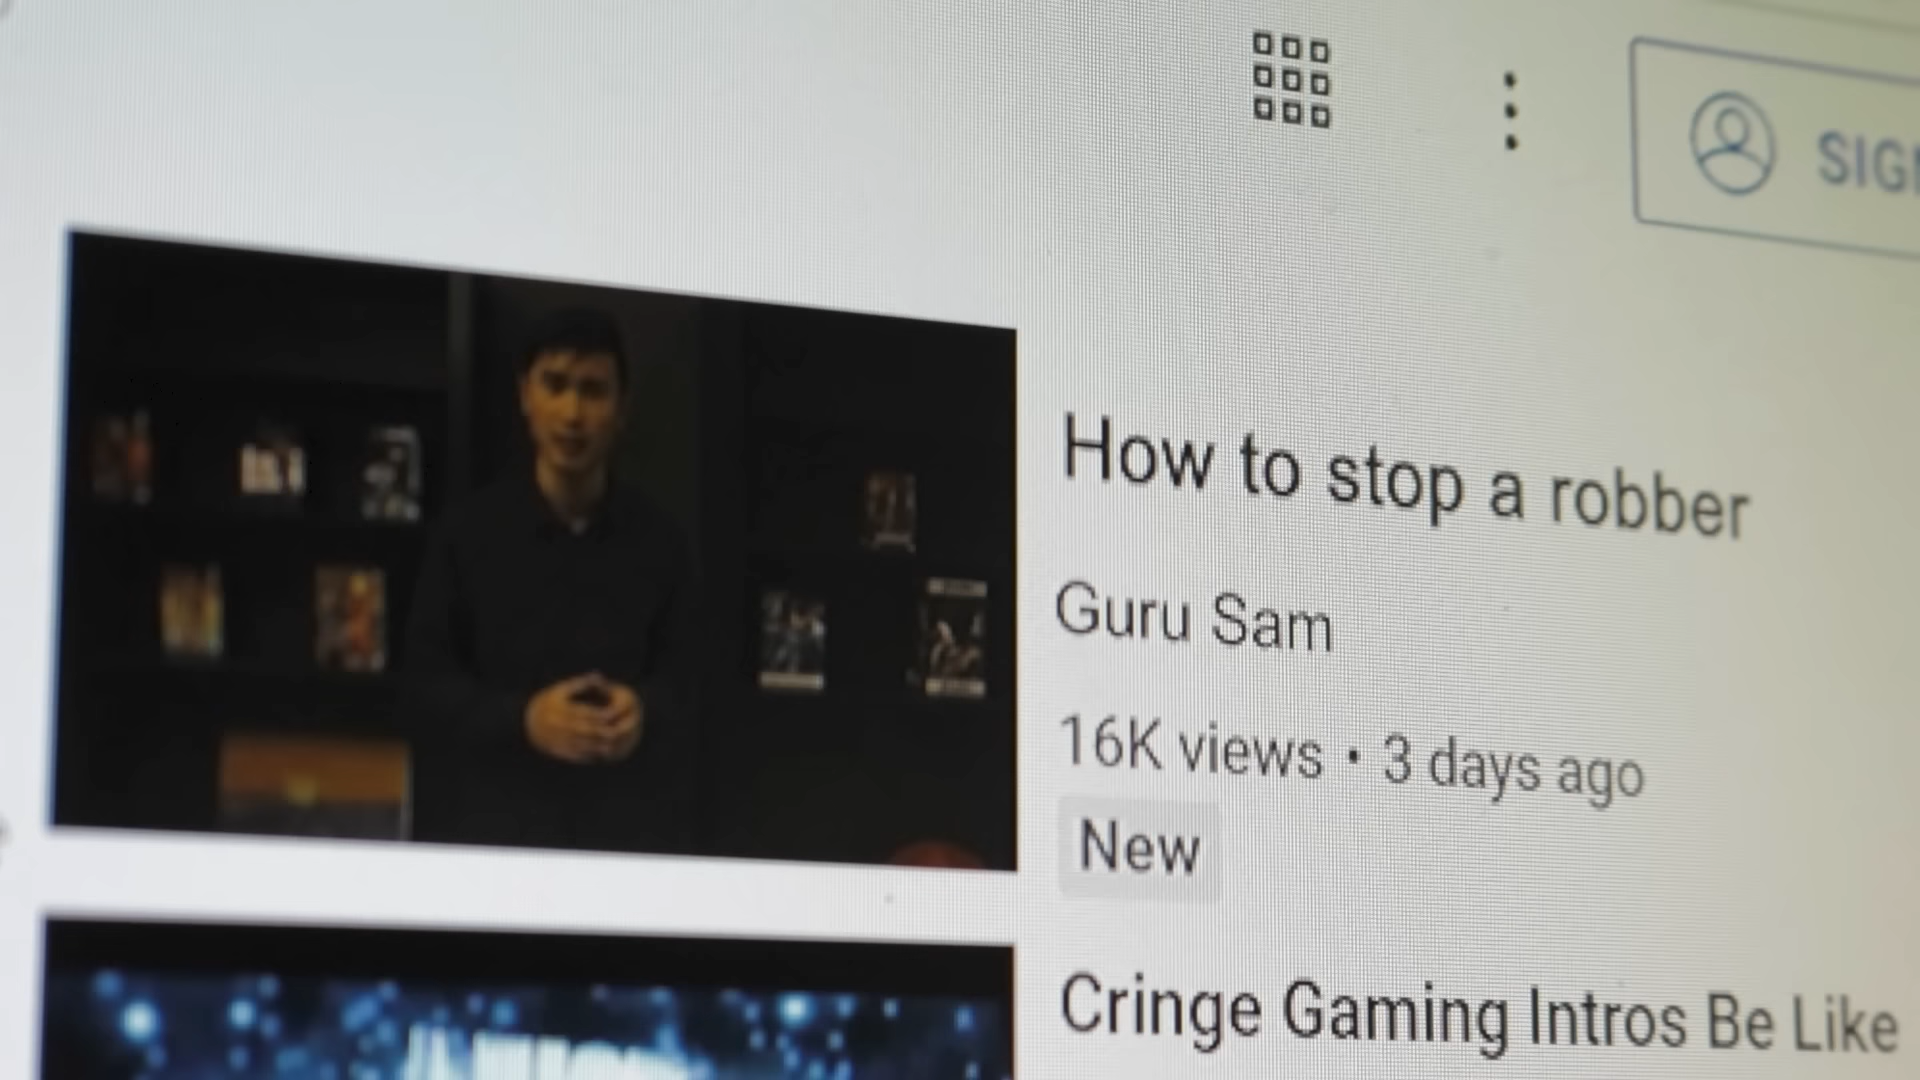 SIG
How to stop a robber
Guru Sam
16K views • 3 days ago
New
Cringe Gaming Intros Be Like